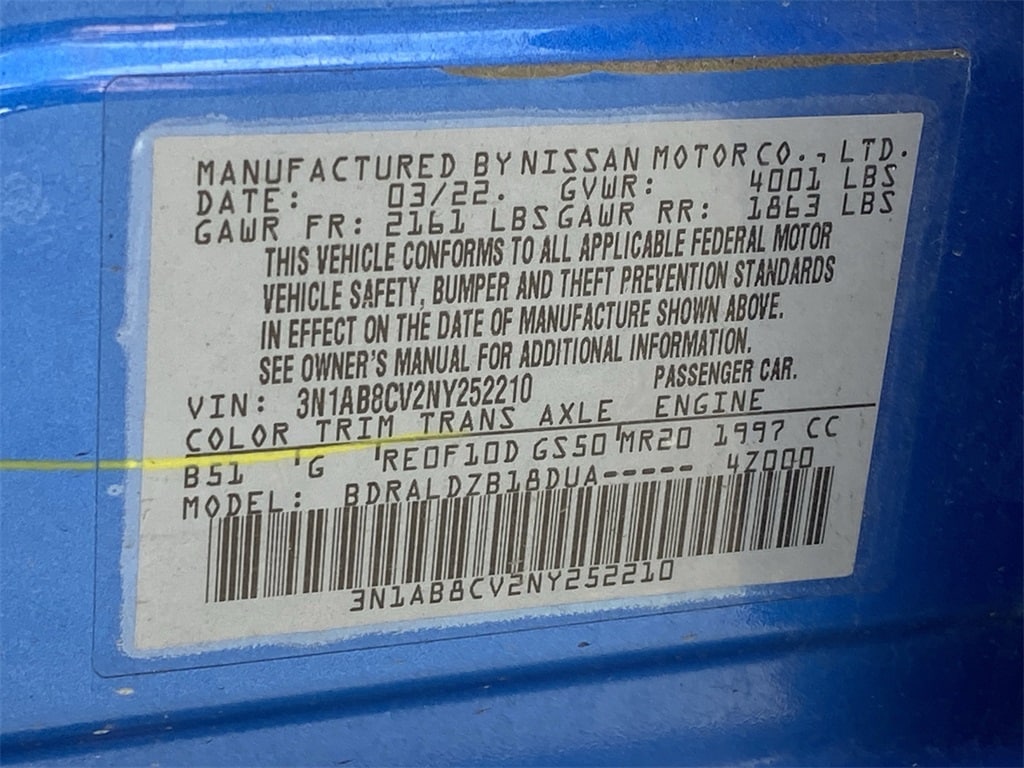 MANUFACTURED BY NISSAN MOTOR CO., LTD.
DATE: 03/22. GVWR: 4001 LBS
GAWR FR: 2161 LBS GAWR RR: 1863 LBS
THIS VEHICLE CONFORMS TO ALL APPLICABLE FEDERAL MOTOR
VEHICLE SAFETY, BUMPER AND THEFT PREVENTION STANDARDS
IN EFFECT ON THE DATE OF MANUFACTURE SHOWN ABOVE.
SEE OWNER'S MANUAL FOR ADDITIONAL INFORMATION.
VIN: 3N1AB8CV2NY252210 PASSENGER CAR.
COLOR TRIM TRANS AXLE ENGINE
B51 'G 'RE0F10D GS50 'MR20 1997 CC
MODEL: BDRALDZB18DUA----- 4Z000
3N1AB8CV2NY252210